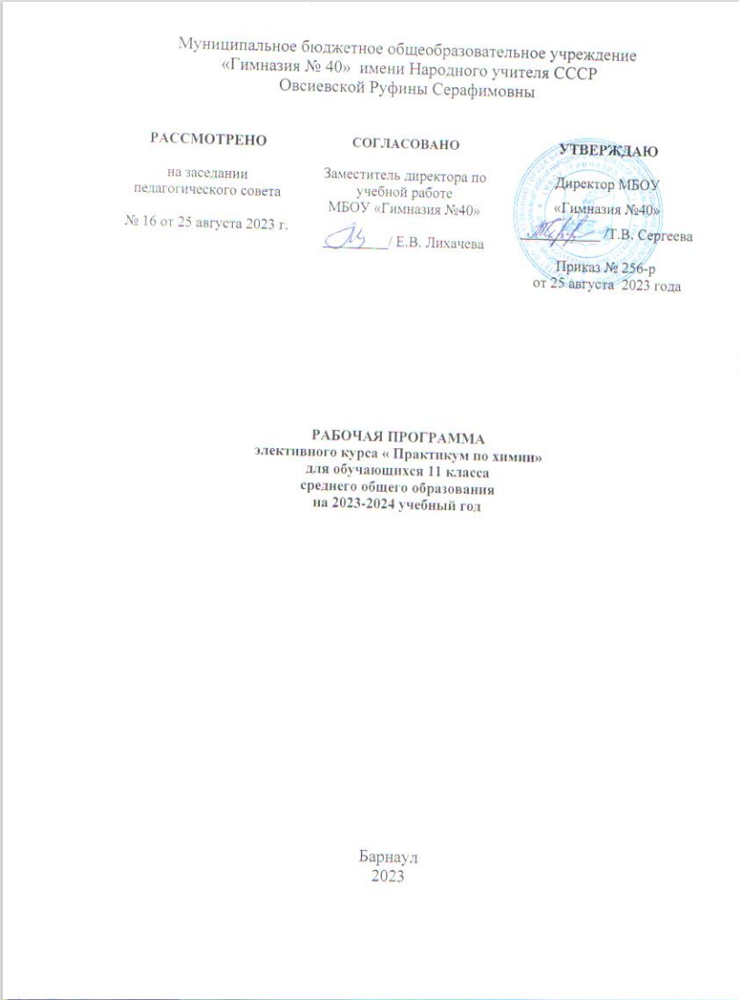 Муниципальное бюджетное общеобразовательное учреждение
«Гимназия № 40» имени Народного учителя СССР
Овсиевской Руфины Серафимовны
РАССМОТРЕНО
на заседании
педагогического совета
№ 16 от 25 августа 2023 г.
СОГЛАСОВАНО
Заместитель директора по
учебной работе
МБОУ «Гимназия №40»
/ Е.В. Лихачева
УТВЕРЖДАЮ
Директор МБОУ
«Гимназия №40»
/Т.В. Сергеева
Приказ № 256-р
от 25 августа 2023 года
РАБОЧАЯ ПРОГРАММА
элективного курса « Практикум по химии»
для обучающихся 11 класса
среднего общего образования
на 2023-2024 учебный год
Барнаул
2023